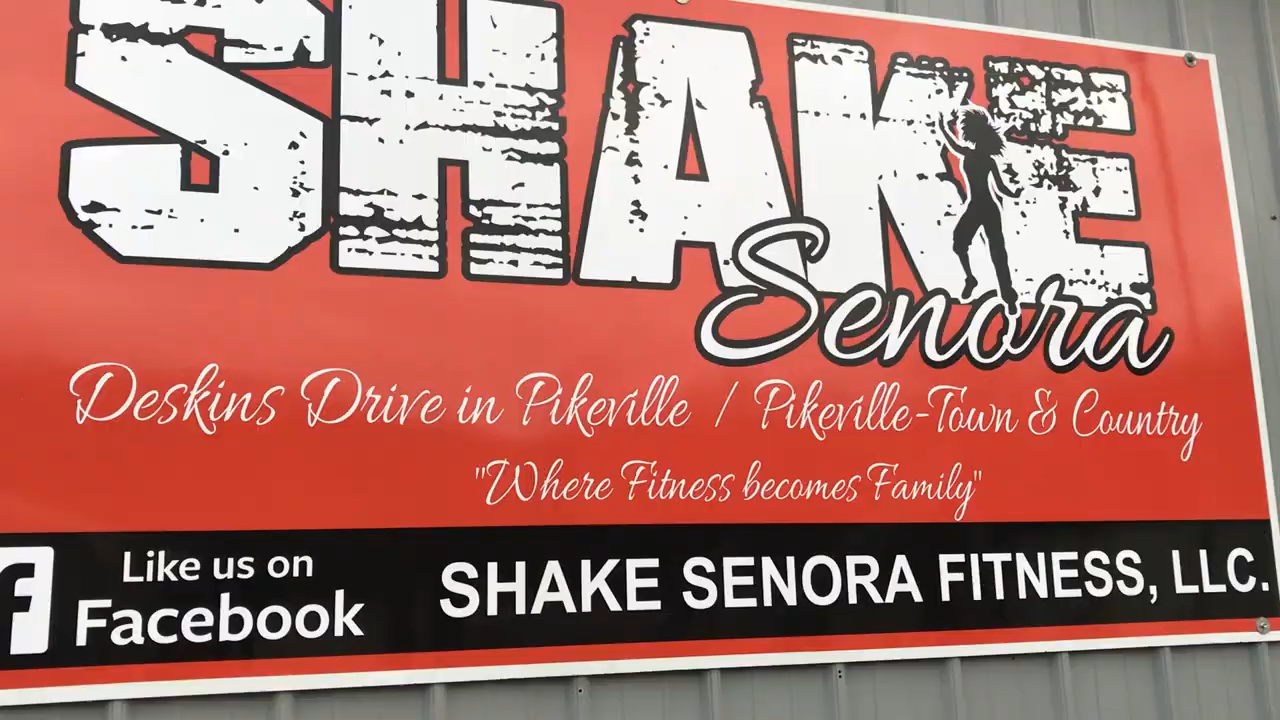 SHAKE
Senora
Deskins Drive in Pikeville / Pikeville-Town & Country
"Where Fitness becomes Family"
f Like us on
Facebook
SHAKE SENORA FITNESS, LLC.